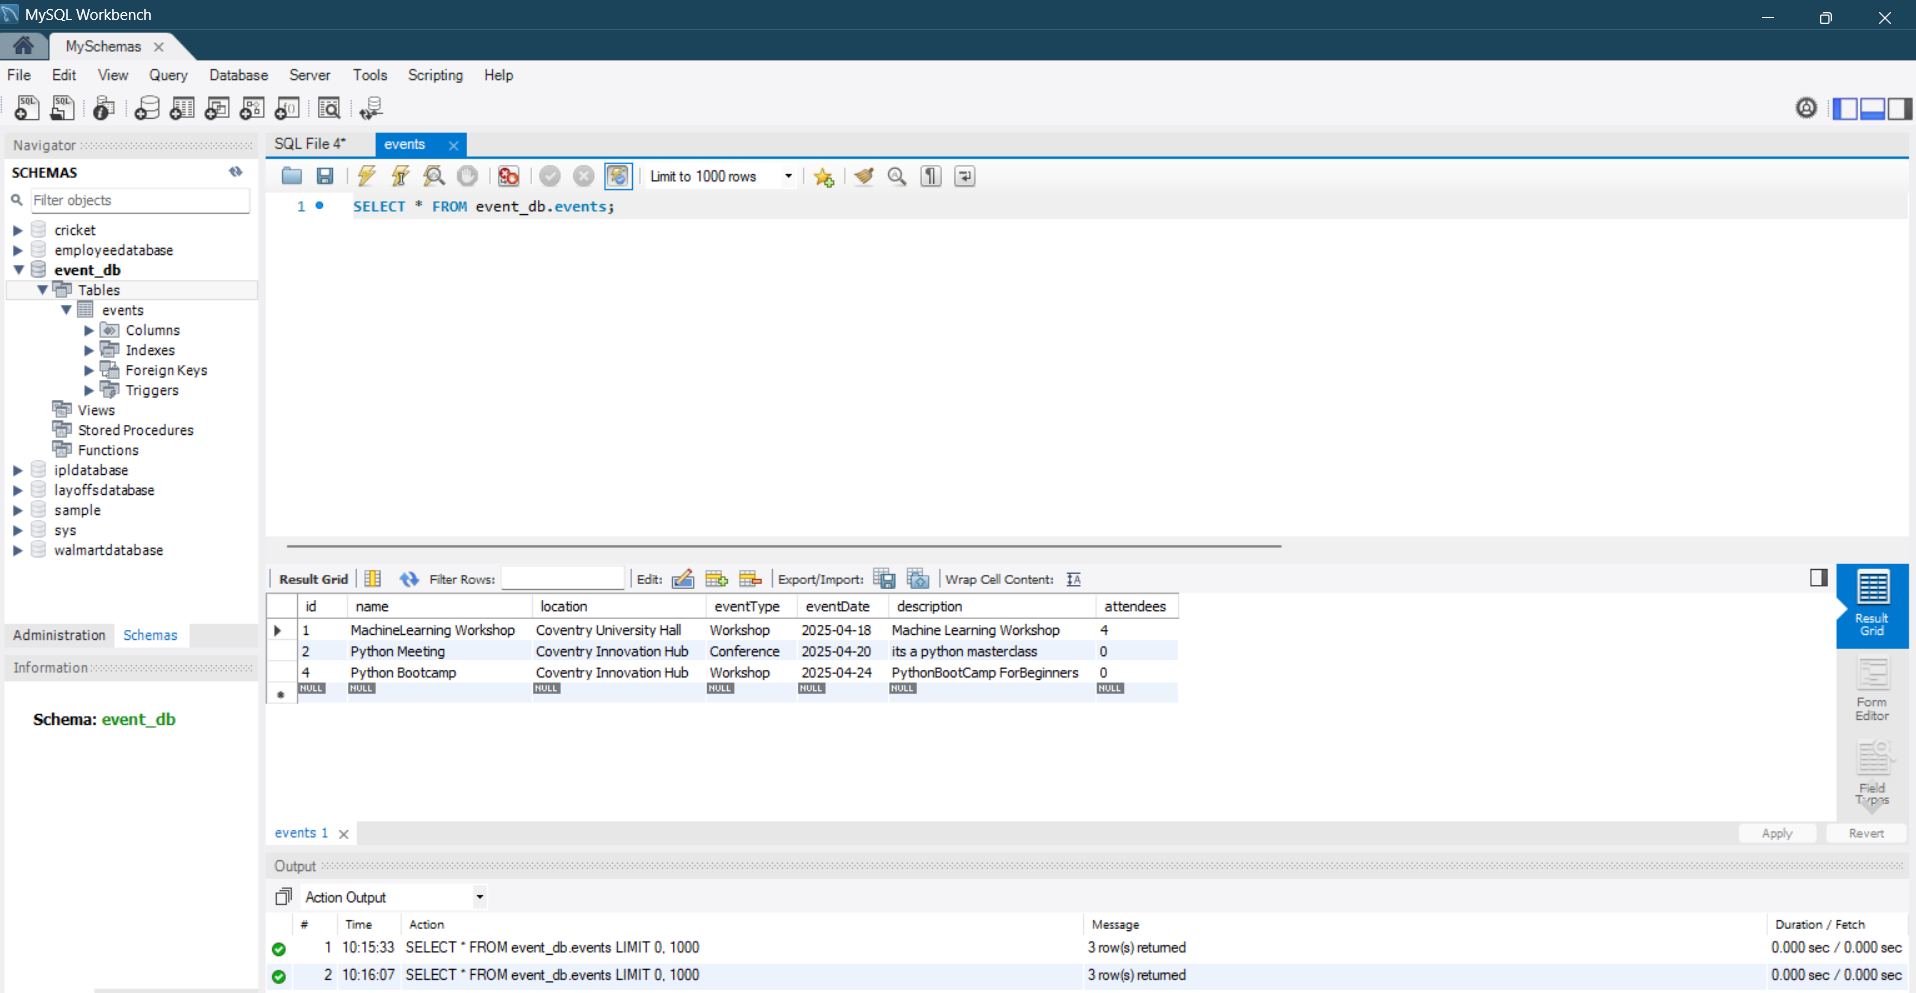 MySQL Workbench
MySchemas
File Edit View Query Database Server Tools Scripting Help
Navigator
SQL File 4* events
SCHEMAS
Limit to 1000 rows
Filter objects
1 SELECT * FROM event_db.events;
cricket
employeedatabase
event_db
Tables
events
Columns
Indexes
Foreign Keys
Triggers
Views
Stored Procedures
Functions
ipldatabase
layoffsdatabase
sample
sys
walmartdatabase
Administration Schemas
Information
Schema: event_db
Result Grid Filter Rows: Edit: Export/Import: Wrap Cell Content:
id name location eventType eventDate description attendees
1 MachineLearning Workshop Coventry University Hall Workshop 2025-04-18 Machine Learning Workshop 4
2 Python Meeting Coventry Innovation Hub Conference 2025-04-20 its a python masterclass 0
4 Python Bootcamp Coventry Innovation Hub Workshop 2025-04-24 PythonBootCamp ForBeginners 0
NULL NULL NULL NULL NULL NULL NULL
Result
Grid
Form
Editor
Field
Types
events 1
Apply Revert
Output
Action Output
# Time Action Message Duration / Fetch
1 10:15:33 SELECT * FROM event_db.events LIMIT 0, 1000 3 row(s) returned 0.000 sec / 0.000 sec
2 10:16:07 SELECT * FROM event_db.events LIMIT 0, 1000 3 row(s) returned 0.000 sec / 0.000 sec